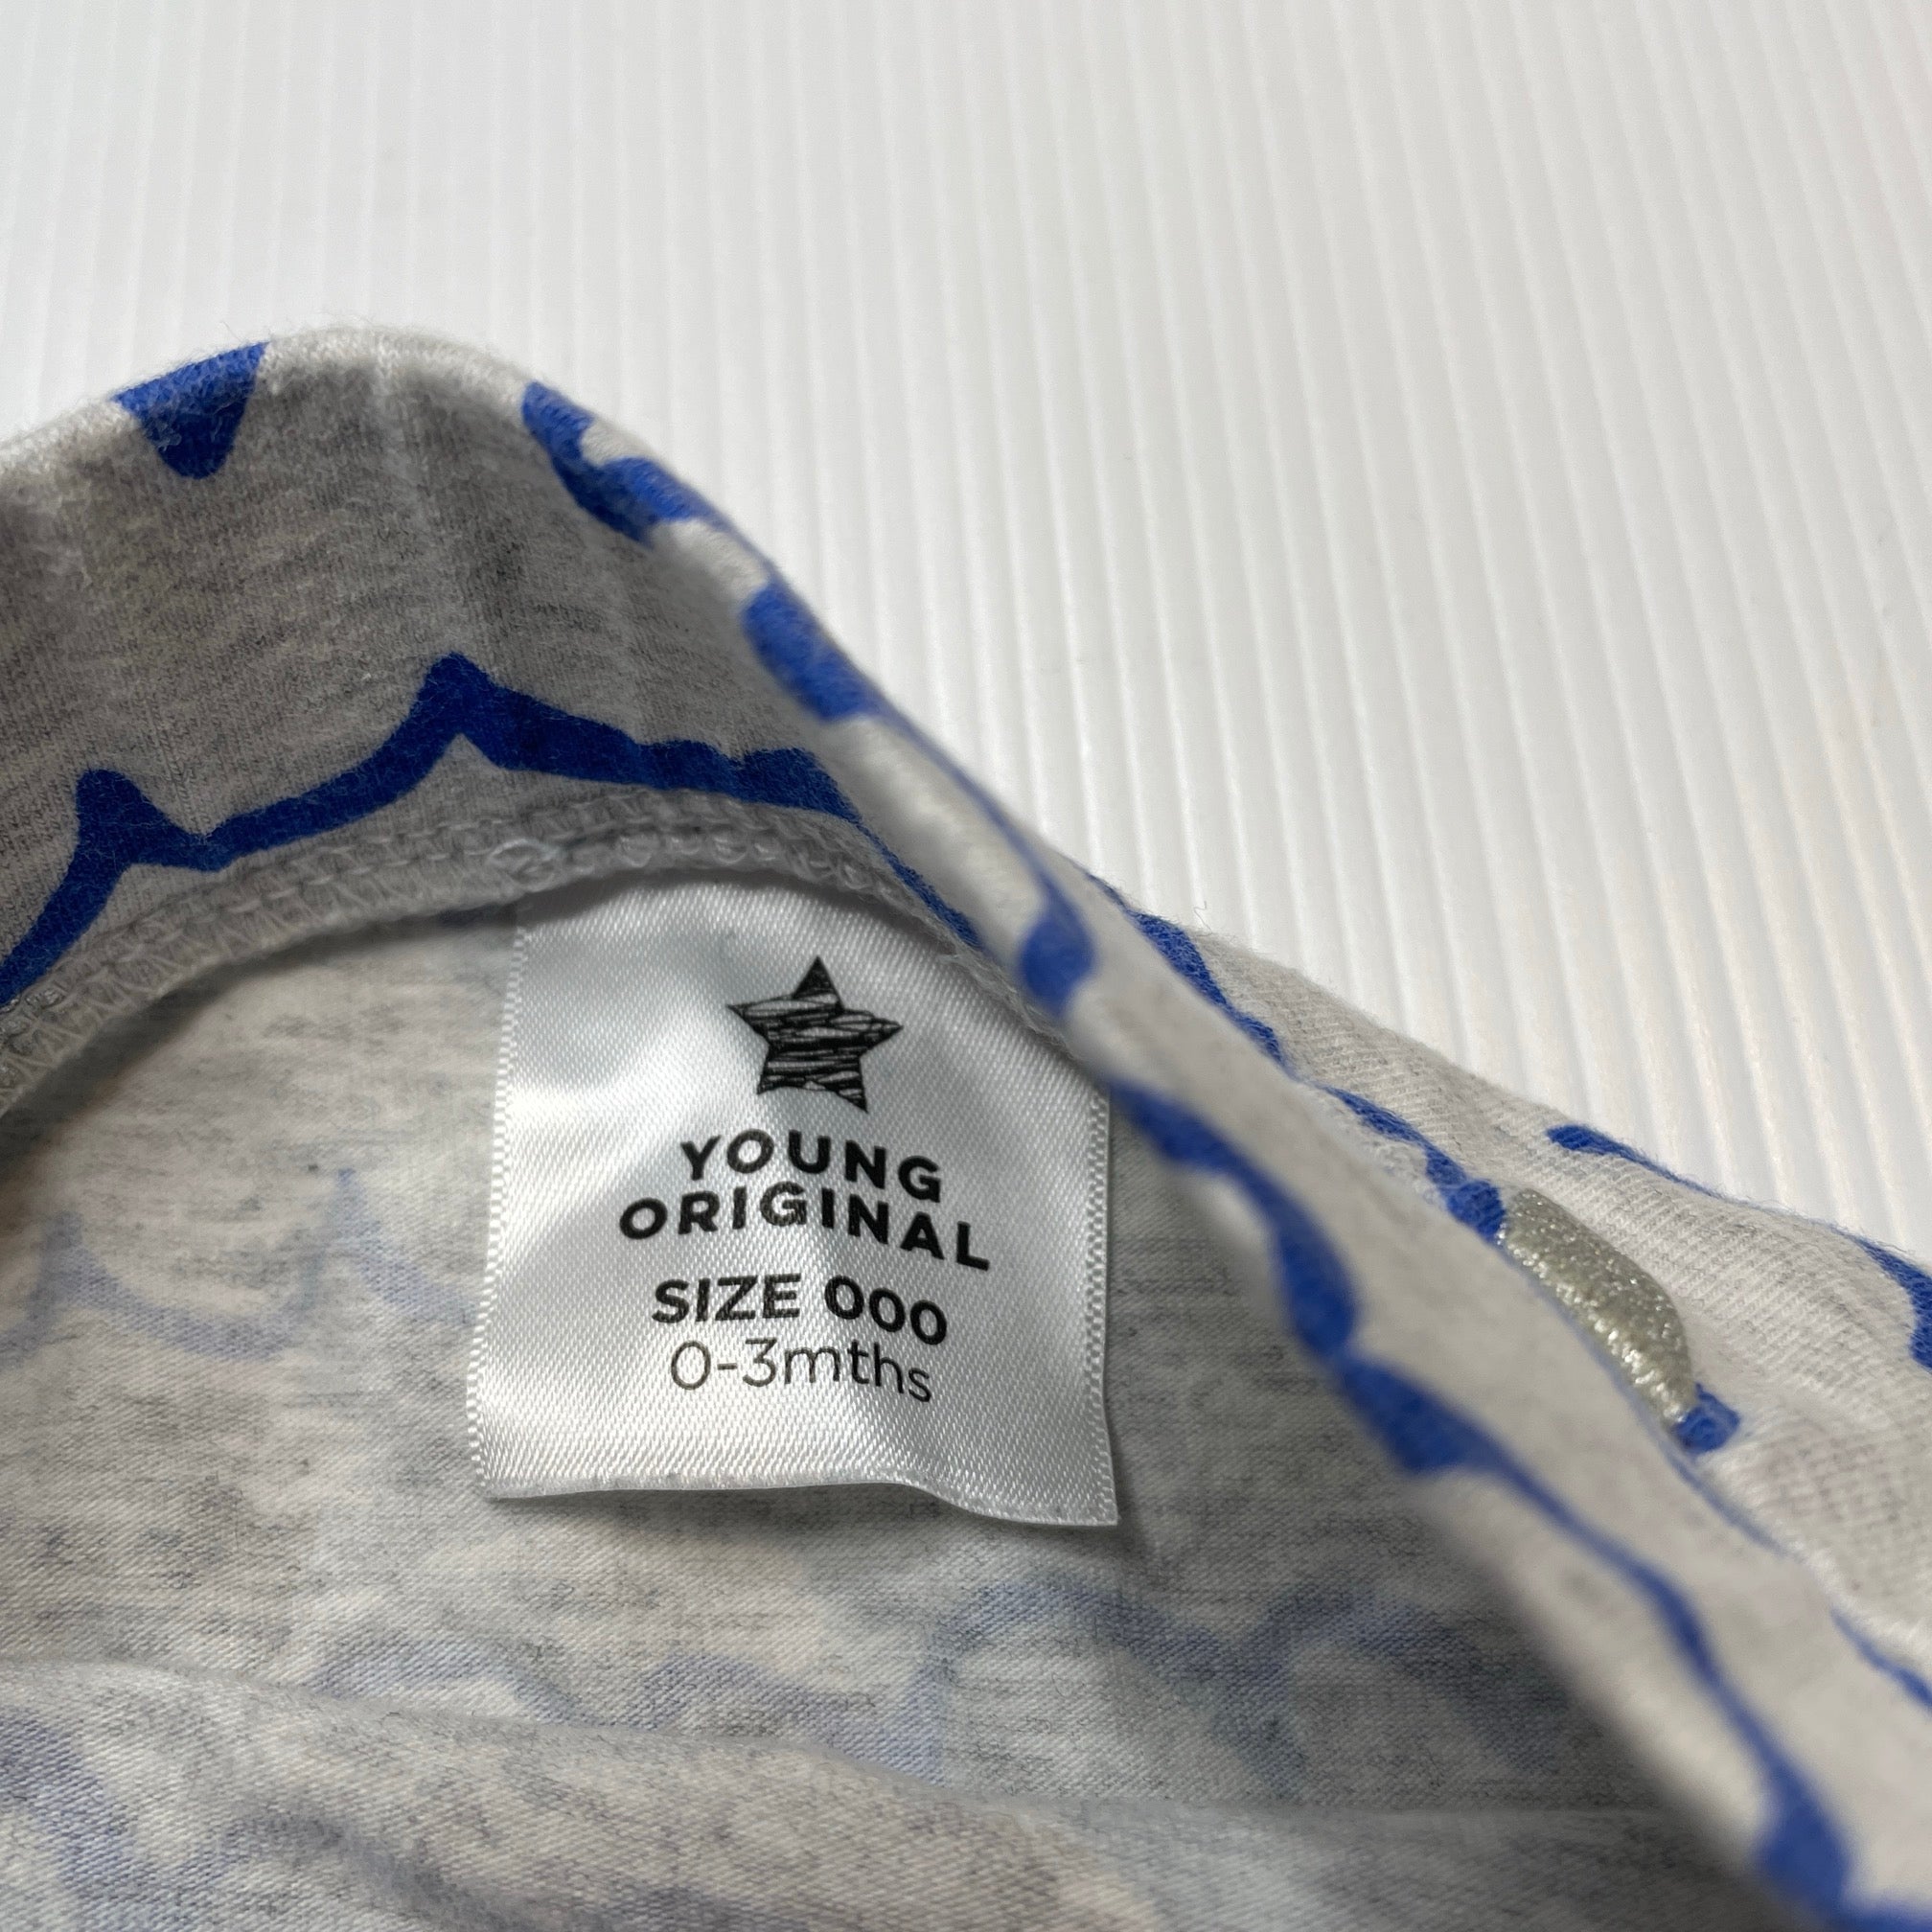 YOUNG
ORIGINAL
SIZE 000
0-3mths